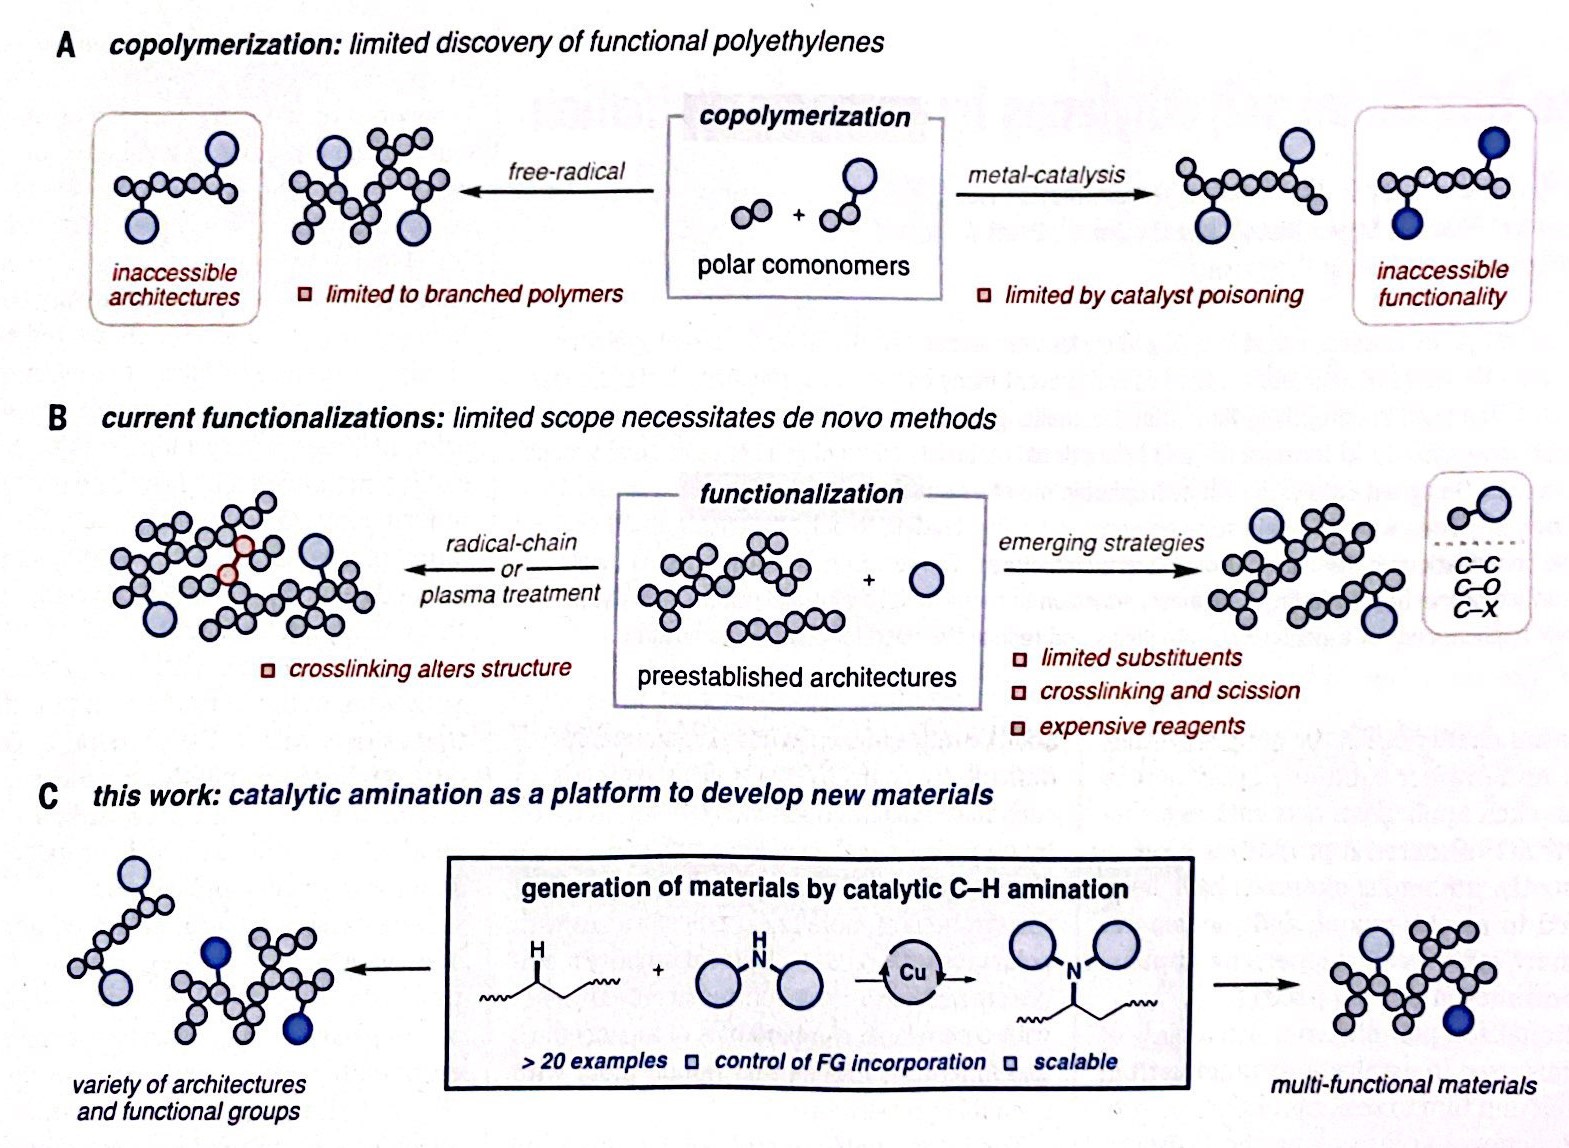 A copolymerization: limited discovery of functional polyethylenes
copolymerization
free-radical
metal-catalysis
+
polar comonomers
inaccessible
architectures
limited to branched polymers
limited by catalyst poisoning
inaccessible
functionality
B current functionalizations: limited scope necessitates de novo methods
functionalization
radical-chain
or
plasma treatment
emerging strategies
+
C–C
C–O
C–X
crosslinking alters structure
preestablished architectures
limited substituents
crosslinking and scission
expensive reagents
C this work: catalytic amination as a platform to develop new materials
generation of materials by catalytic C–H amination
H
+
H
N
Cu
N
> 20 examples control of FG incorporation scalable
variety of architectures
and functional groups
multi-functional materials